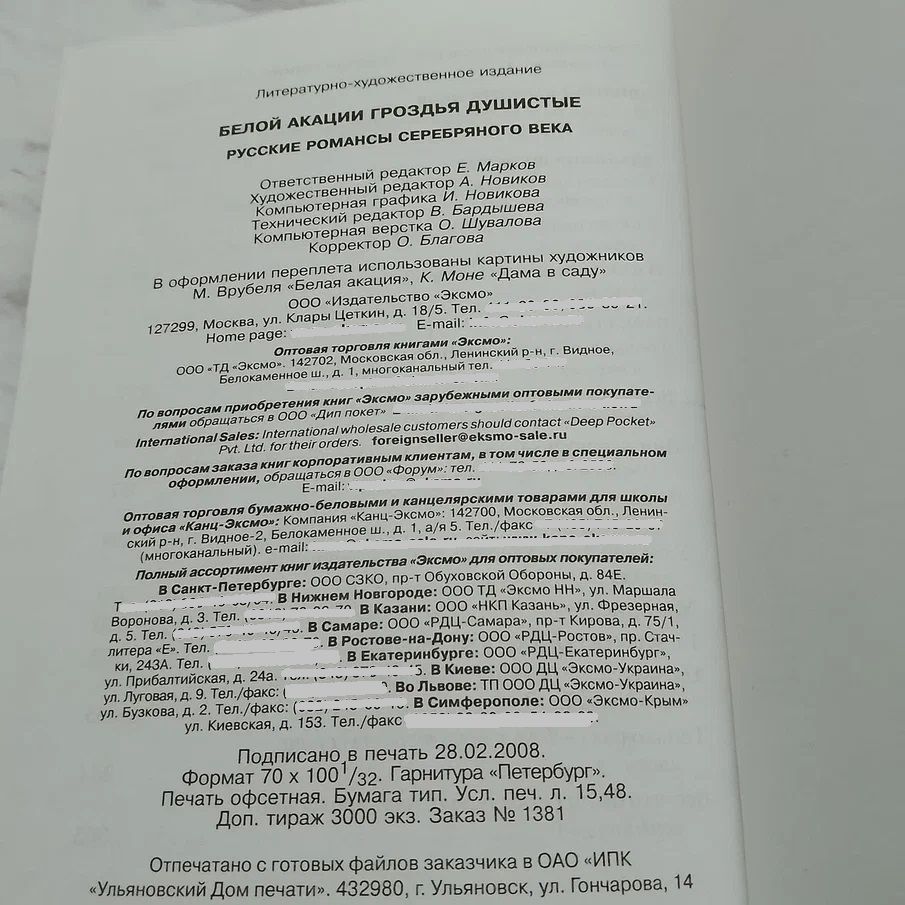 Литературно-художественное издание
БЕЛОЙ АКАЦИИ ГРОЗДЬЯ ДУШИСТЫЕ
РУССКИЕ РОМАНСЫ СЕРЕБРЯНОГО ВЕКА
Ответственный редактор Е. Марков
Художественный редактор А. Новиков
Компьютерная графика И. Новикова
Технический редактор В. Бардышева
Компьютерная верстка О. Шувалова
Корректор О. Благова
В оформлении переплета использованы картины художников
М. Врубеля «Белая акация», К. Моне «Дама в саду»
ООО «Издательство «Эксмо»
127299, Москва, ул. Клары Цеткин, д. 18/5. Тел.
Home page: E-mail:
Оптовая торговля книгами «Эксмо»:
ООО «ТД «Эксмо». 142702, Московская обл., Ленинский р-н, г. Видное,
Белокаменное ш., д. 1, многоканальный тел.
По вопросам приобретения книг «Эксмо» зарубежными оптовыми покупате-
лями обращаться в ООО «Дип покет»
International Sales: International wholesale customers should contact «Deep Pocket»
Pvt. Ltd. for their orders. foreignseller@eksmo-sale.ru
По вопросам заказа книг корпоративным клиентам, в том числе в специальном
оформлении, обращаться в ООО «Форум»: тел.
E-mail:
Оптовая торговля бумажно-беловыми и канцелярскими товарами для школы
и офиса «Канц-Эксмо»: Компания «Канц-Эксмо»: 142700, Московская обл., Ленин-
ский р-н, г. Видное-2, Белокаменное ш., д. 1, а/я 5. Тел./факс
(многоканальный). e-mail:
Полный ассортимент книг издательства «Эксмо» для оптовых покупателей:
В Санкт-Петербурге: ООО СЗКО, пр-т Обуховской Обороны, д. 84Е.
В Нижнем Новгороде: ООО ТД «Эксмо НН», ул. Маршала
Воронова, д. 3. Тел. В Казани: ООО «НКП Казань», ул. Фрезерная,
д. 5. Тел. В Самаре: ООО «РДЦ-Самара», пр-т Кирова, д. 75/1,
литера «Е». Тел. В Ростове-на-Дону: ООО «РДЦ-Ростов», пр. Стач-
ки, 243А. Тел. В Екатеринбурге: ООО «РДЦ-Екатеринбург»,
ул. Прибалтийская, д. 24а. В Киеве: ООО ДЦ «Эксмо-Украина»,
ул. Луговая, д. 9. Тел./факс: Во Львове: ТП ООО ДЦ «Эксмо-Украина»,
ул. Бузкова, д. 2. Тел./факс: В Симферополе: ООО «Эксмо-Крым»
ул. Киевская, д. 153. Тел./факс
Подписано в печать 28.02.2008.
Формат 70 x 100 1/32. Гарнитура «Петербург».
Печать офсетная. Бумага тип. Усл. печ. л. 15,48.
Доп. тираж 3000 экз. Заказ № 1381
Отпечатано с готовых файлов заказчика в ОАО «ИПК
«Ульяновский Дом печати». 432980, г. Ульяновск, ул. Гончарова, 14